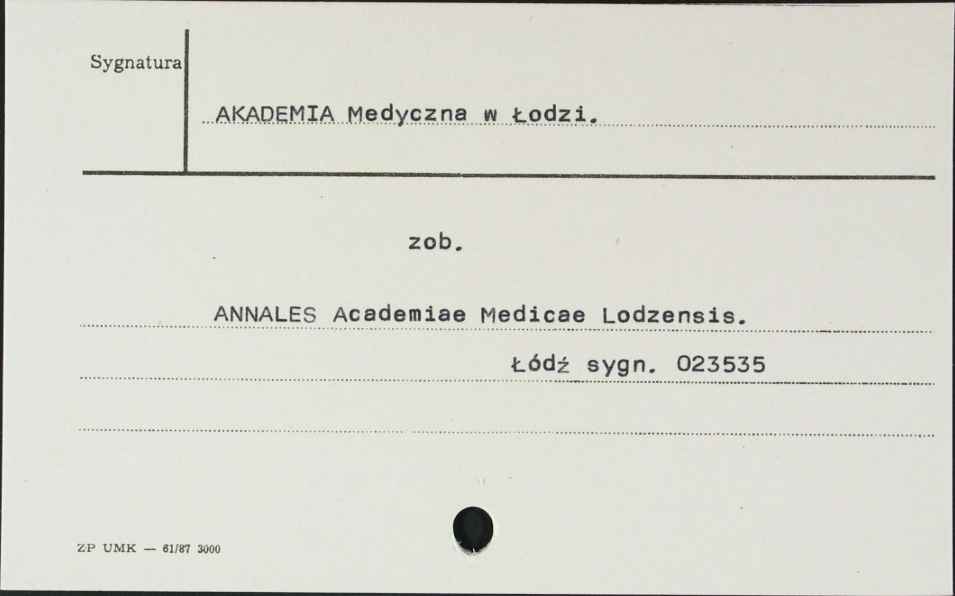 Sygnatura
AKADEMIA Medyczna w Łodzi.
zob.
ANNALES Academiae Medicae Lodzensis.
Łódź sygn. 023535
ZP UMK — 61/87 3000